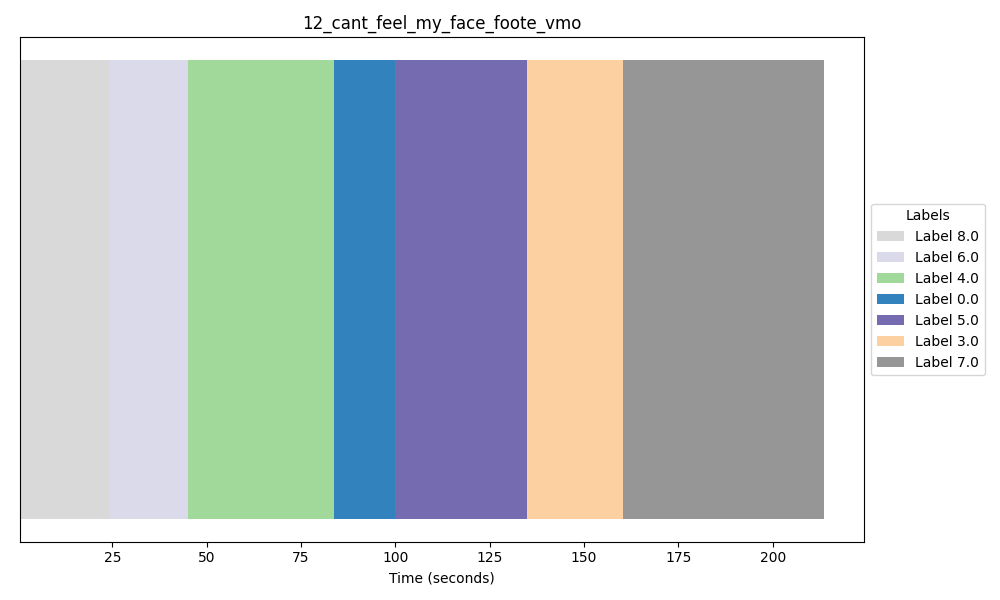 12_cant_feel_my_face_foote_vmo
Labels
Label 8.0
Label 6.0
Label 4.0
Label 0.0
Label 5.0
Label 3.0
Label 7.0
25 50 75 100 125 150 175 200
Time (seconds)